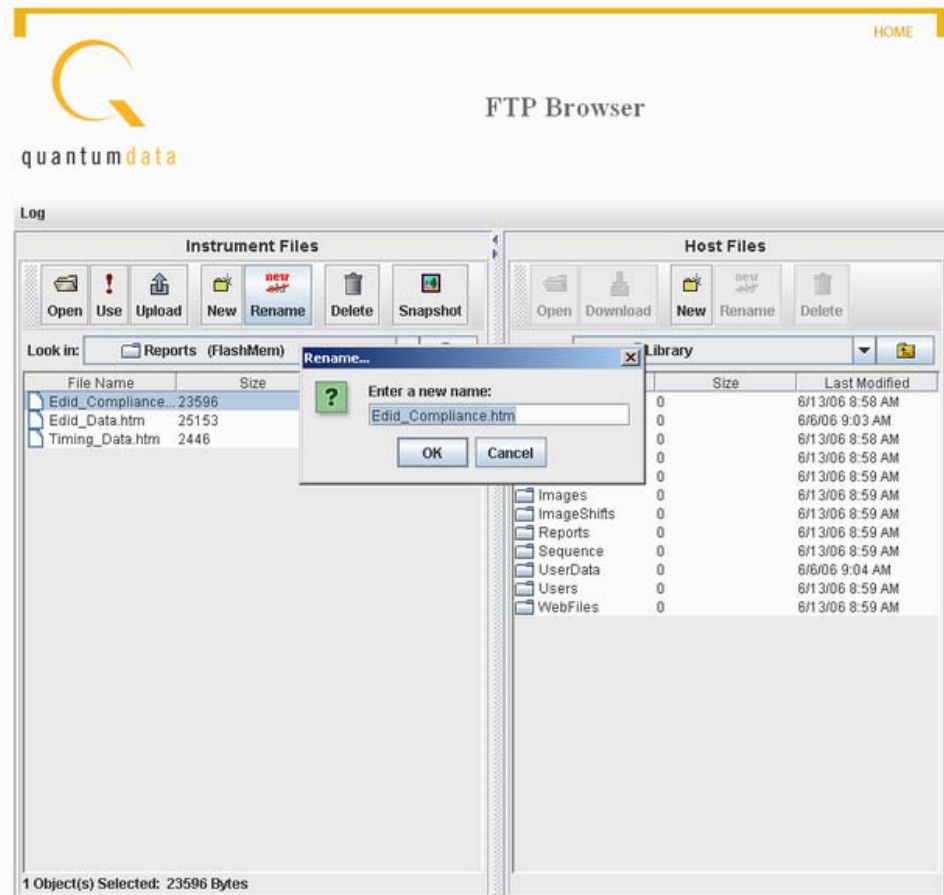 HOME
quantumdata
FTP Browser
Log
Instrument Files
Open Use Upload New new old Rename Delete Snapshot
Look in: Reports (FlashMem)
File Name Size
Edid_Compliance... 23596
Edid_Data.htm 25153
Timing_Data.htm 2446
1 Object(s) Selected: 23596 Bytes
Rename...
Enter a new name:
Edid_Compliance.htm
OK Cancel
Host Files
Open Download New new old Rename Delete
Library
Size Last Modified
0 6/13/06 8:58 AM
0 6/6/06 9:03 AM
0 6/13/06 8:58 AM
0 6/13/06 8:58 AM
0 6/13/06 8:59 AM
Images 0 6/13/06 8:59 AM
ImageShifts 0 6/13/06 8:59 AM
Reports 0 6/13/06 8:59 AM
Sequence 0 6/13/06 8:59 AM
UserData 0 6/6/06 9:04 AM
Users 0 6/13/06 8:59 AM
WebFiles 0 6/13/06 8:59 AM